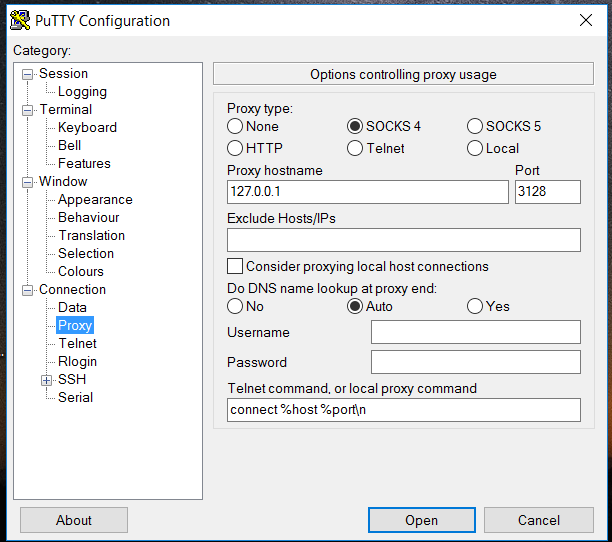 PuTTY Configuration
Category:
Session
Logging
Terminal
Keyboard
Bell
Features
Window
Appearance
Behaviour
Translation
Selection
Colours
Connection
Data
Proxy
Telnet
Rlogin
SSH
Serial
Options controlling proxy usage
Proxy type:
None SOCKS 4 SOCKS 5
HTTP Telnet Local
Proxy hostname Port
127.0.0.1 3128
Exclude Hosts/IPs
Consider proxying local host connections
Do DNS name lookup at proxy end:
No Auto Yes
Username
Password
Telnet command, or local proxy command
connect %host %port\n
About Open Cancel